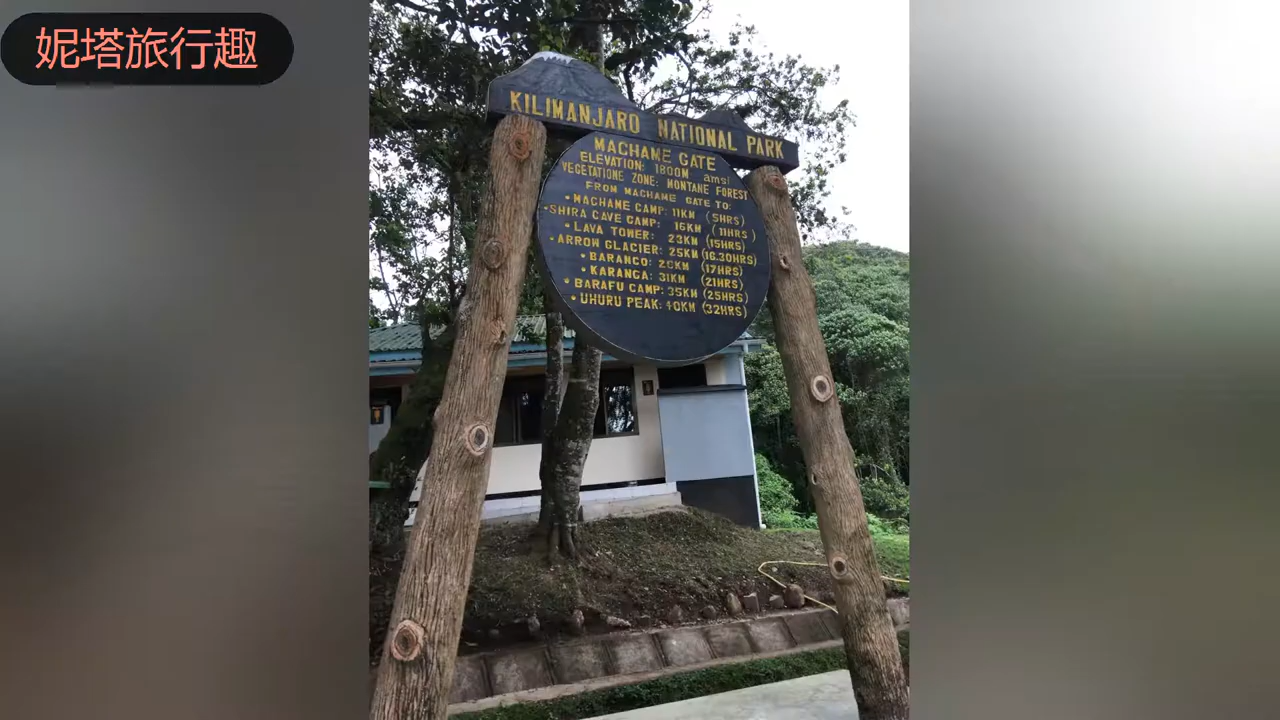 妮塔旅行趣
KILIMANJARO NATIONAL PARK
MACHAME GATE
ELEVATION: 1800M amsl
VEGETATIONE ZONE: MONTANE FOREST
FROM MACHAME GATE TO:
• MACHAME CAMP: 11KM (5HRS)
• SHIRA CAVE CAMP: 16KM (11HRS)
• LAVA TOWER: 23KM (15HRS)
• ARROW GLACIER: 25KM (16.30HRS)
• BARANCO: 26KM (17HRS)
• KARANGA: 31KM (21HRS)
• BARAFU CAMP: 35KM (25HRS)
• UHURU PEAK: 40KM (32HRS)